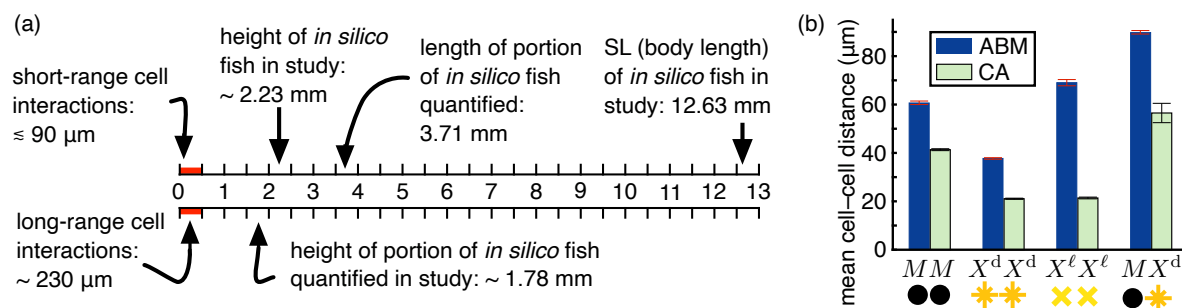 (a)
short-range cell
interactions:
≲ 90 µm
height of in silico
fish in study:
~ 2.23 mm
length of portion
of in silico fish
quantified:
3.71 mm
SL (body length)
of in silico fish in
study: 12.63 mm
0 1 2 3 4 5 6 7 8 9 10 11 12 13
long-range cell
interactions:
~ 230 µm
height of portion of in silico fish
quantified in study: ~ 1.78 mm
(b)
mean cell–cell distance (µm)
80
60
40
20
0
ABM
CA
M M X^d X^d X^ℓ X^ℓ M X^d